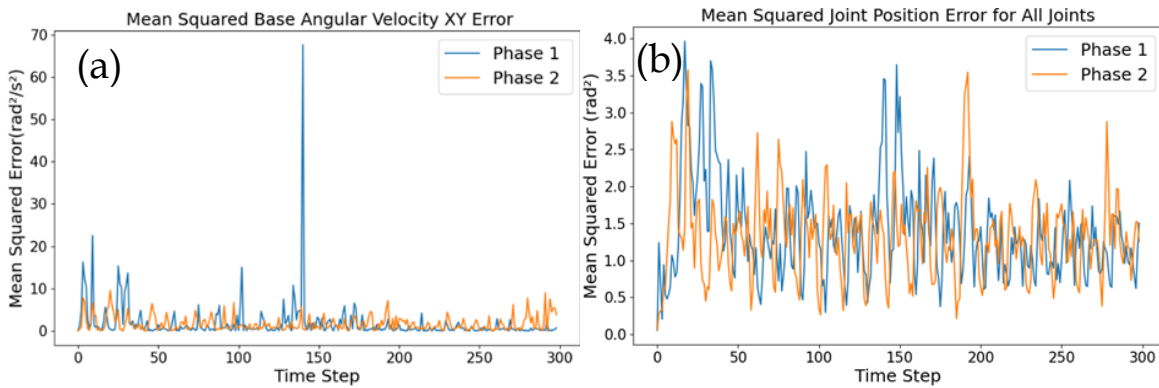 Mean Squared Base Angular Velocity XY Error
(a)
Phase 1
Phase 2
Mean Squared Error(rad²/s²)
70
60
50
40
30
20
10
0
0 50 100 150 200 250 300
Time Step
Mean Squared Joint Position Error for All Joints
(b)
Phase 1
Phase 2
Mean Squared Error (rad²)
4.0
3.5
3.0
2.5
2.0
1.5
1.0
0.5
0.0
0 50 100 150 200 250 300
Time Step